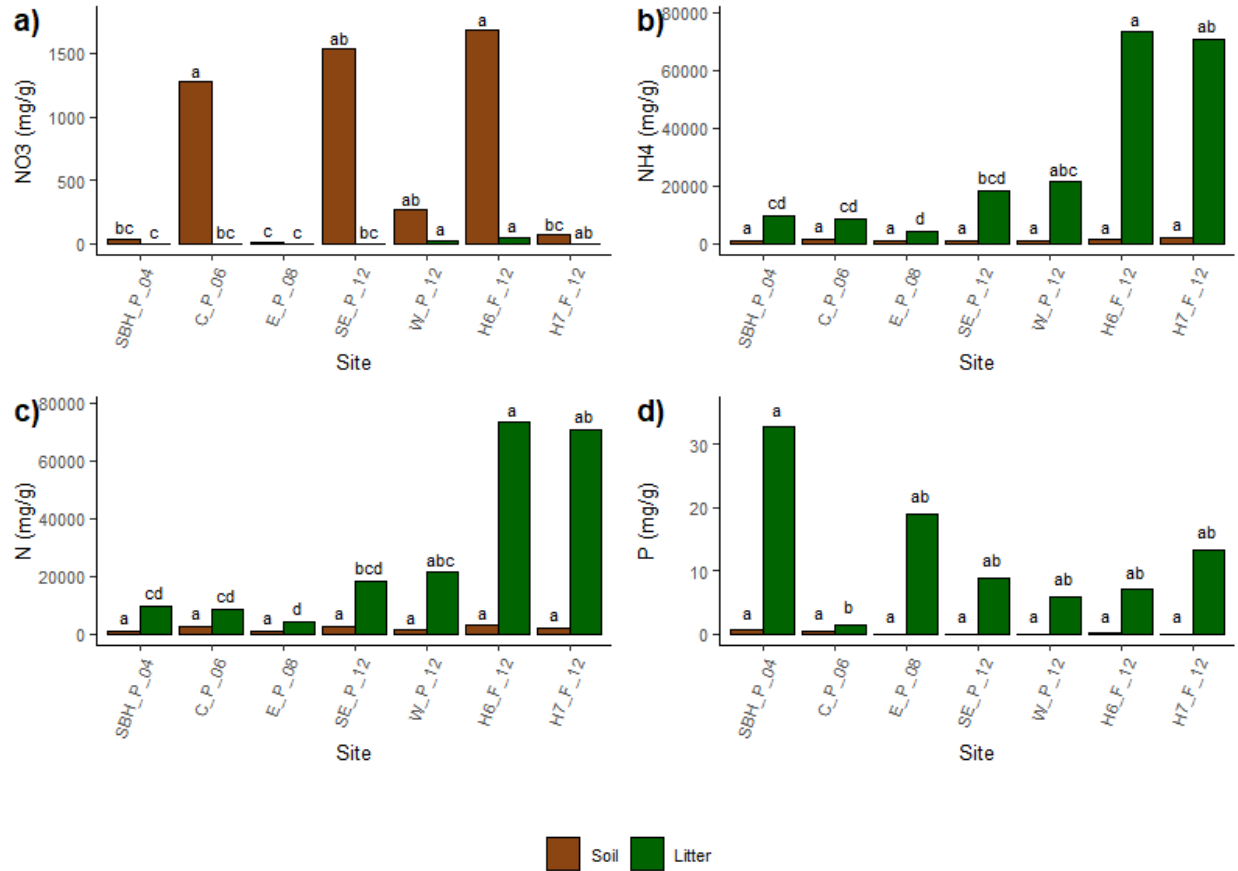 a)
NO3 (mg/g)
1500
1000
500
0
bc c a bc c c ab bc ab a a a bc ab
SBH_P_04 C_P_06 E_P_08 SE_P_12 W_P_12 H6_F_12 H7_F_12
Site
b)
NH4 (mg/g)
80000
60000
40000
20000
0
a cd a cd a d a bcd a abc a a a ab
SBH_P_04 C_P_06 E_P_08 SE_P_12 W_P_12 H6_F_12 H7_F_12
Site
c)
N (mg/g)
80000
60000
40000
20000
0
a cd a cd a d a bcd a abc a a a ab
SBH_P_04 C_P_06 E_P_08 SE_P_12 W_P_12 H6_F_12 H7_F_12
Site
d)
P (mg/g)
30
20
10
0
a a a b a ab a ab a ab a ab a ab
SBH_P_04 C_P_06 E_P_08 SE_P_12 W_P_12 H6_F_12 H7_F_12
Site
Soil Litter